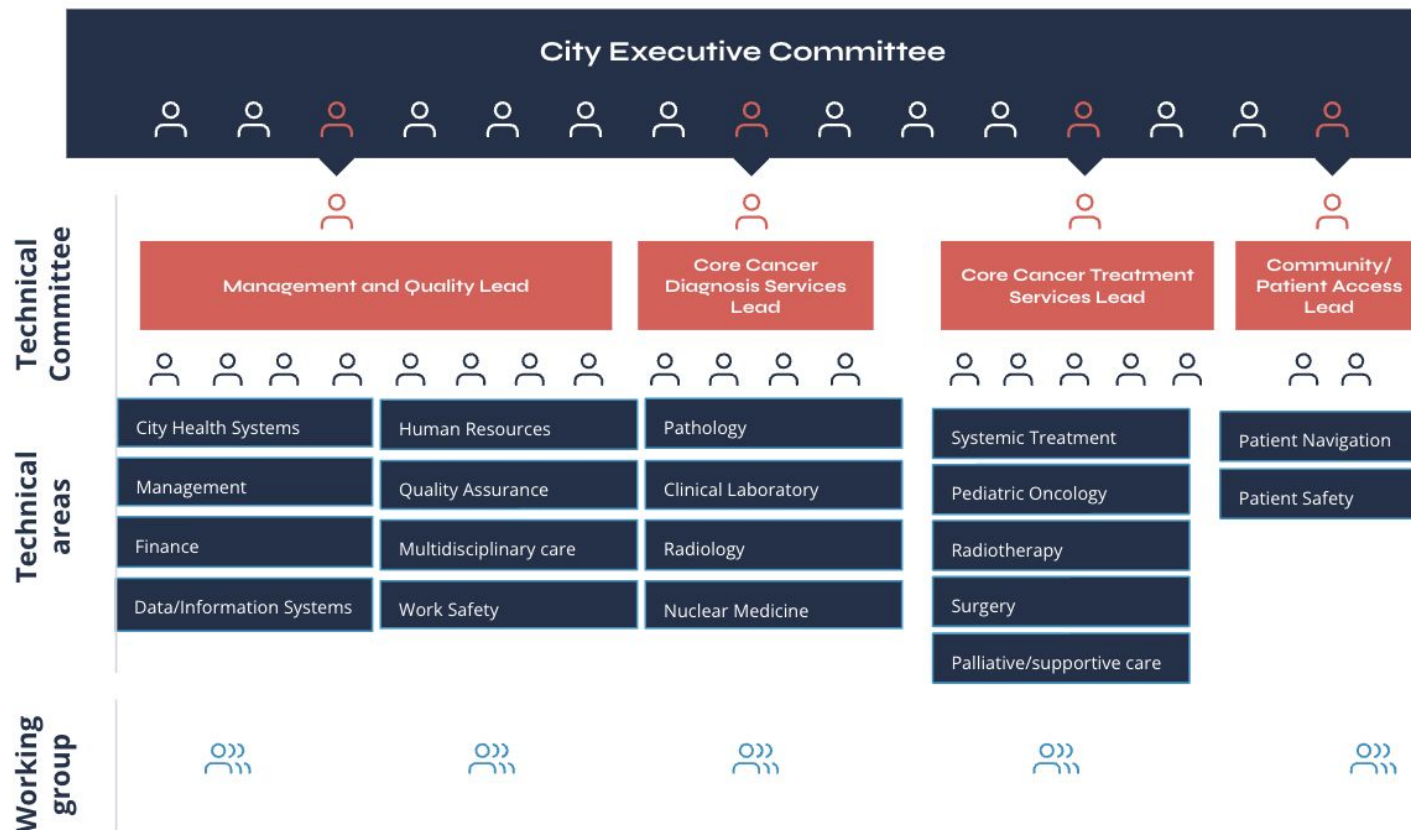 City Executive Committee
Technical
Committee
Management and Quality Lead
Core Cancer
Diagnosis Services
Lead
Core Cancer Treatment
Services Lead
Community/
Patient Access
Lead
Technical
areas
City Health Systems
Management
Finance
Data/Information Systems
Human Resources
Quality Assurance
Multidisciplinary care
Work Safety
Pathology
Clinical Laboratory
Radiology
Nuclear Medicine
Systemic Treatment
Pediatric Oncology
Radiotherapy
Surgery
Palliative/supportive care
Patient Navigation
Patient Safety
Working
group